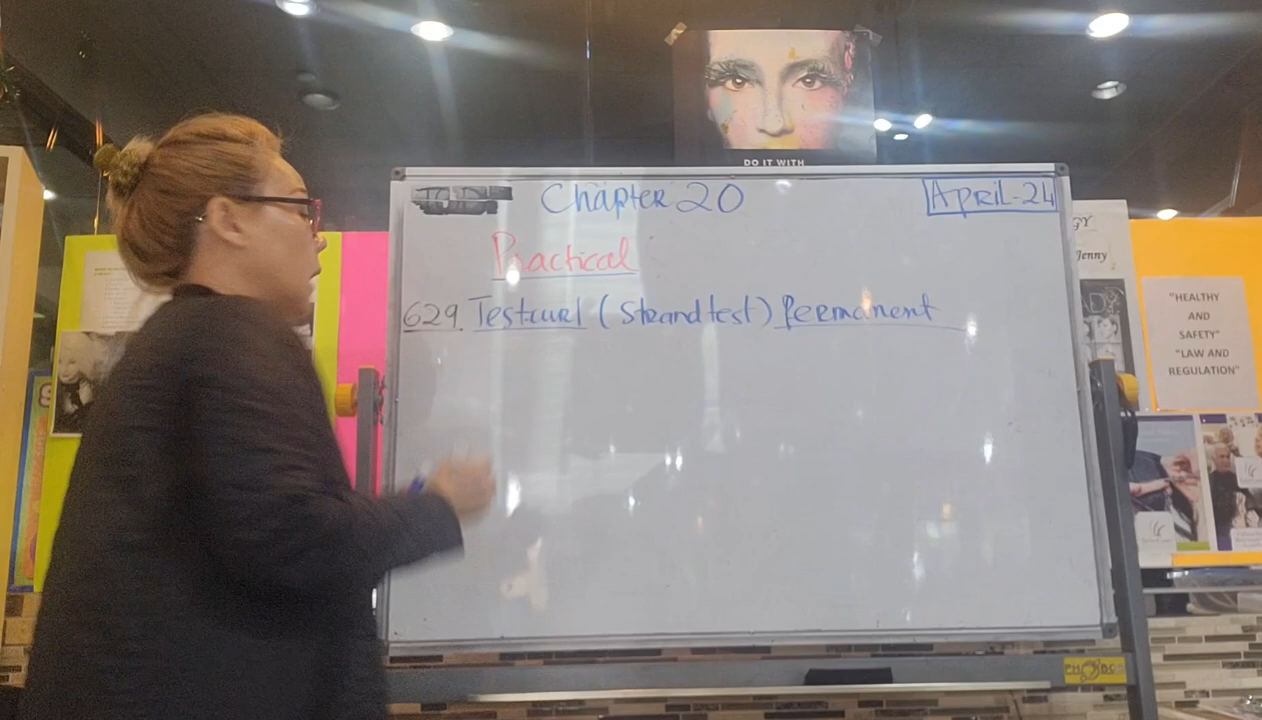 DO IT WITH
Chapter 20
APRIL-24
Practical
629. Testcurl (Strand test) Permanent
Jenny
"HEALTHY
AND
SAFETY"
"LAW AND
REGULATION"